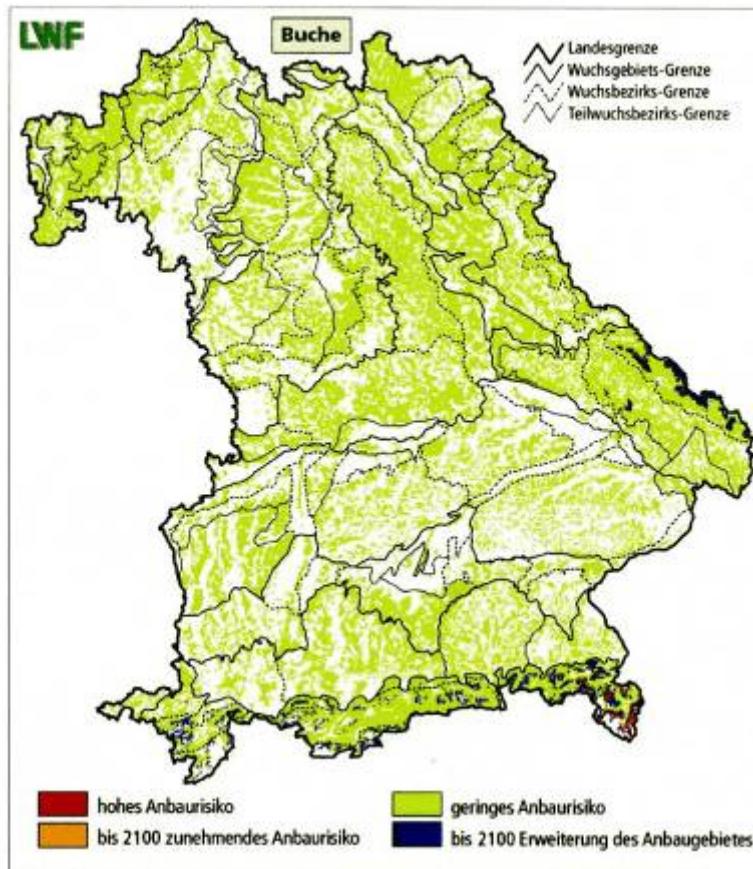 LWF
Buche
Landesgrenze
Wuchsgebiets-Grenze
Wuchsbezirks-Grenze
Teilwuchsbezirks-Grenze
hohes Anbaurisiko
geringes Anbaurisiko
bis 2100 zunehmendes Anbaurisiko
bis 2100 Erweiterung des Anbaugebietes